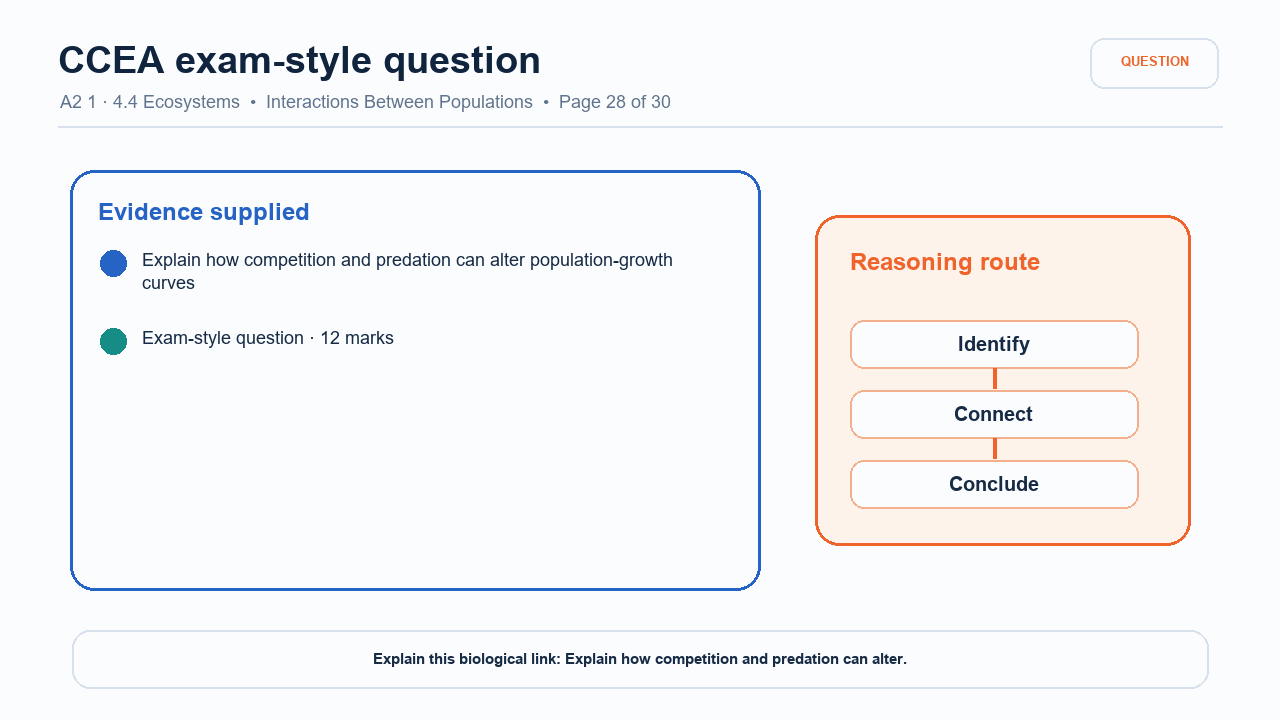 CCEA exam-style question
QUESTION
A2 1 · 4.4 Ecosystems • Interactions Between Populations • Page 28 of 30
Evidence supplied
Explain how competition and predation can alter population-growth
curves
Exam-style question · 12 marks
Reasoning route
Identify
Connect
Conclude
Explain this biological link: Explain how competition and predation can alter.